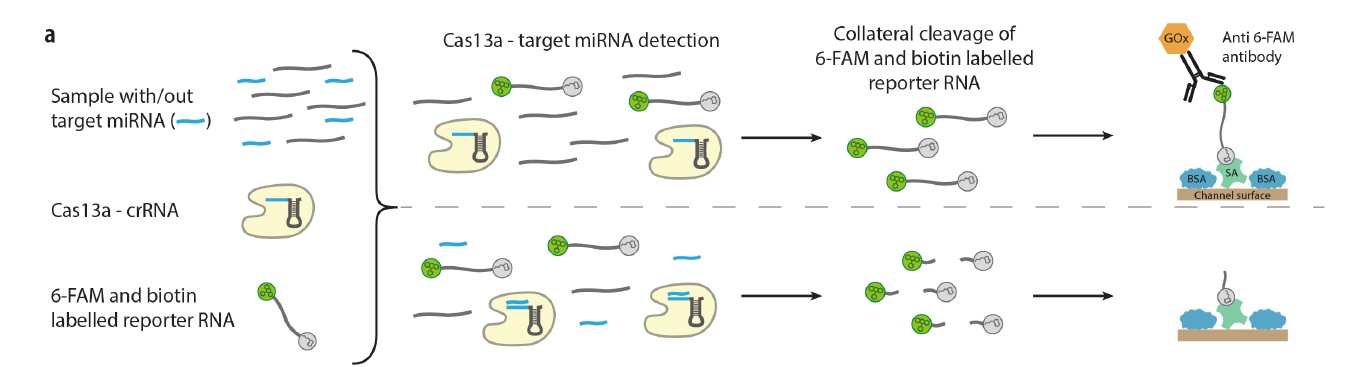 a
Sample with/out
target miRNA ( )
Cas13a - crRNA
6-FAM and biotin
labelled reporter RNA
Cas13a - target miRNA detection
Collateral cleavage of
6-FAM and biotin labelled
reporter RNA
GOx
Anti 6-FAM
antibody
BSA
SA
BSA
Channel surface